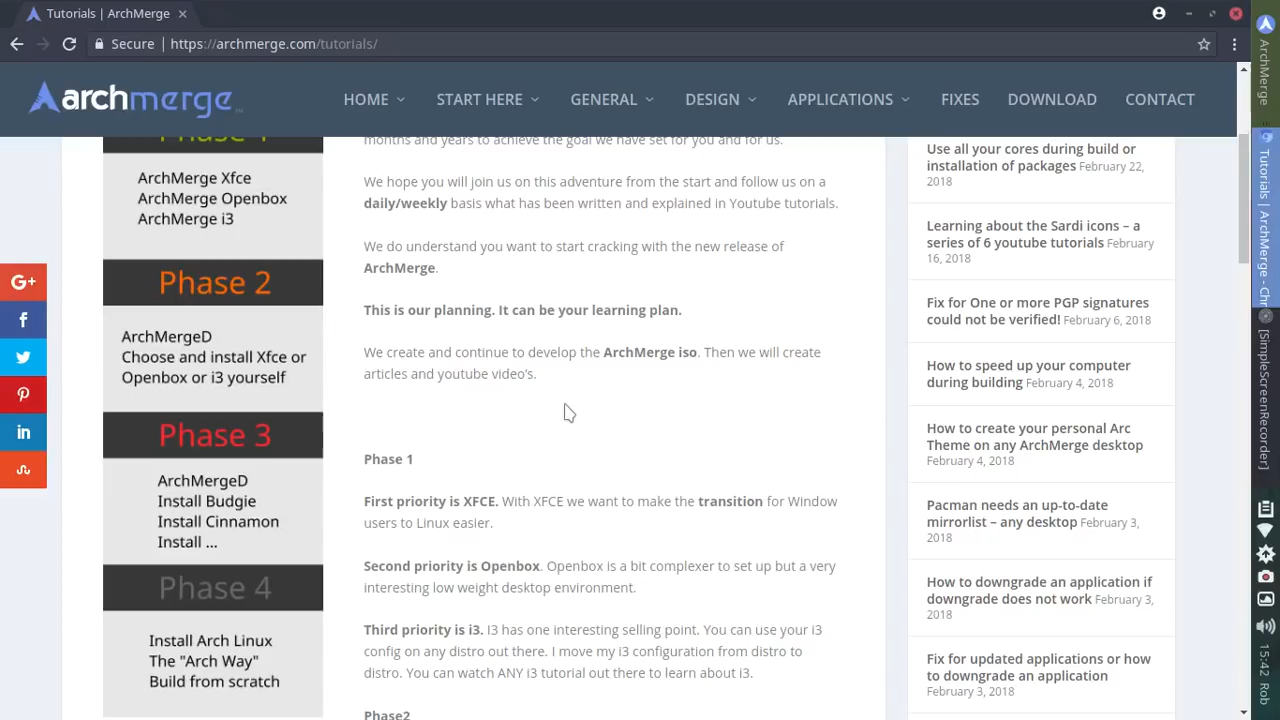 Tutorials | ArchMerge
Secure | https://archmerge.com/tutorials/
archmerge
HOME
START HERE
GENERAL
DESIGN
APPLICATIONS
FIXES
DOWNLOAD
CONTACT
Phase 1
ArchMerge Xfce
ArchMerge Openbox
ArchMerge i3
Phase 2
ArchMergeD
Choose and install Xfce or
Openbox or i3 yourself
Phase 3
ArchMergeD
Install Budgie
Install Cinnamon
Install ...
Phase 4
Install Arch Linux
The "Arch Way"
Build from scratch
months and years to achieve the goal we have set for you and for us.
We hope you will join us on this adventure from the start and follow us on a
daily/weekly basis what has been written and explained in Youtube tutorials.
We do understand you want to start cracking with the new release of
ArchMerge.
This is our planning. It can be your learning plan.
We create and continue to develop the ArchMerge iso. Then we will create
articles and youtube video's.
Phase 1
First priority is XFCE. With XFCE we want to make the transition for Window
users to Linux easier.
Second priority is Openbox. Openbox is a bit complexer to set up but a very
interesting low weight desktop environment.
Third priority is i3. I3 has one interesting selling point. You can use your i3
config on any distro out there. I move my i3 configuration from distro to
distro. You can watch ANY i3 tutorial out there to learn about i3.
Phase2
Use all your cores during build or
installation of packages February 22,
2018
Learning about the Sardi icons – a
series of 6 youtube tutorials February
16, 2018
Fix for One or more PGP signatures
could not be verified! February 6, 2018
How to speed up your computer
during building February 4, 2018
How to create your personal Arc
Theme on any ArchMerge desktop
February 4, 2018
Pacman needs an up-to-date
mirrorlist – any desktop February 3,
2018
How to downgrade an application if
downgrade does not work February 3,
2018
Fix for updated applications or how
to downgrade an application
February 3, 2018
G+
f
in
ArchMerge
Tutorials | ArchMerge - Chr
[SimpleScreenRecorder]
15:42 Rob